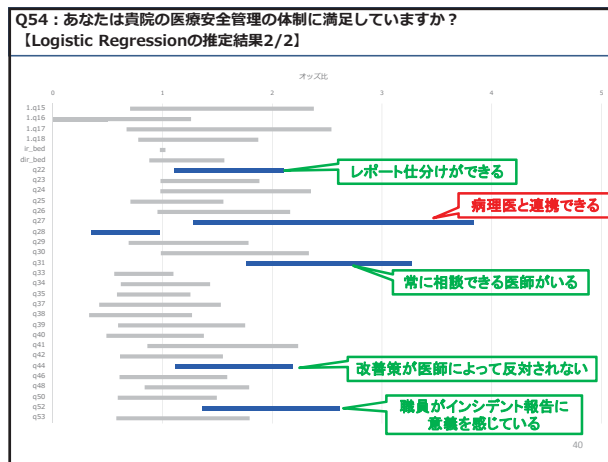 Q54：あなたは貴院の医療安全管理の体制に満足していますか？
【Logistic Regressionの推定結果2/2】
オッズ比
0 1 2 3 4 5
1.q15
1.q16
1.q17
1.q18
ir_bed
dir_bed
q22
レポート仕分けができる
q23
q24
q25
q26
q27
病理医と連携できる
q28
q29
q30
q31
常に相談できる医師がいる
q33
q34
q35
q37
q38
q39
q40
q41
q42
q44
改善策が医師によって反対されない
q46
q48
q50
q52
職員がインシデント報告に
意義を感じている
q53
40